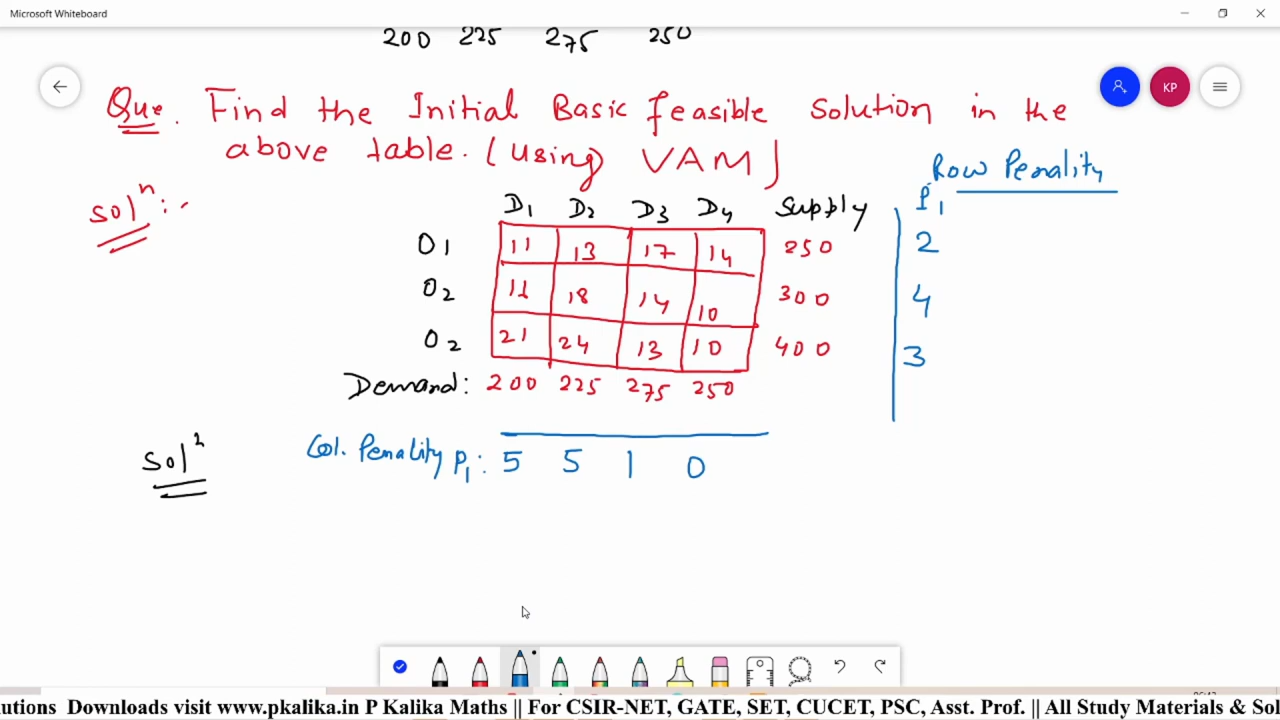 Microsoft Whiteboard
200 225 275 250
Que. Find the Initial Basic feasible Solution in the
above table. (Using VAM)
Row Penality
Solⁿ:-
D1 D2 D3 D4 Supply P1
O1 11 13 17 14 250 2
O2 11 18 14 10 300 4
O2 21 24 13 10 400 3
Demand: 200 225 275 250
Sol²
Col. Penality P1: 5 5 1 0
KP
lutions Downloads visit www.pkalika.in P Kalika Maths || For CSIR-NET, GATE, SET, CUCET, PSC, Asst. Prof. || All Study Materials & Sol